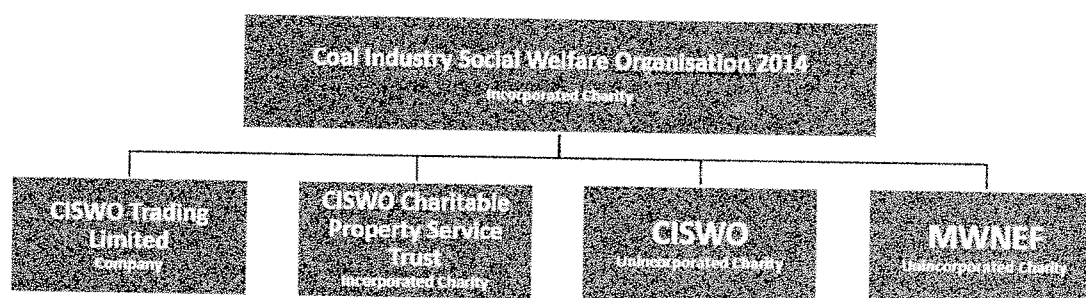 Coal Industry Social Welfare Organisation 2014
Incorporated Charity
CISWO Trading
Limited
Company
CISWO Charitable
Property Service
Trust
Incorporated Charity
CISWO
Unincorporated Charity
MWNEF
Unincorporated Charity